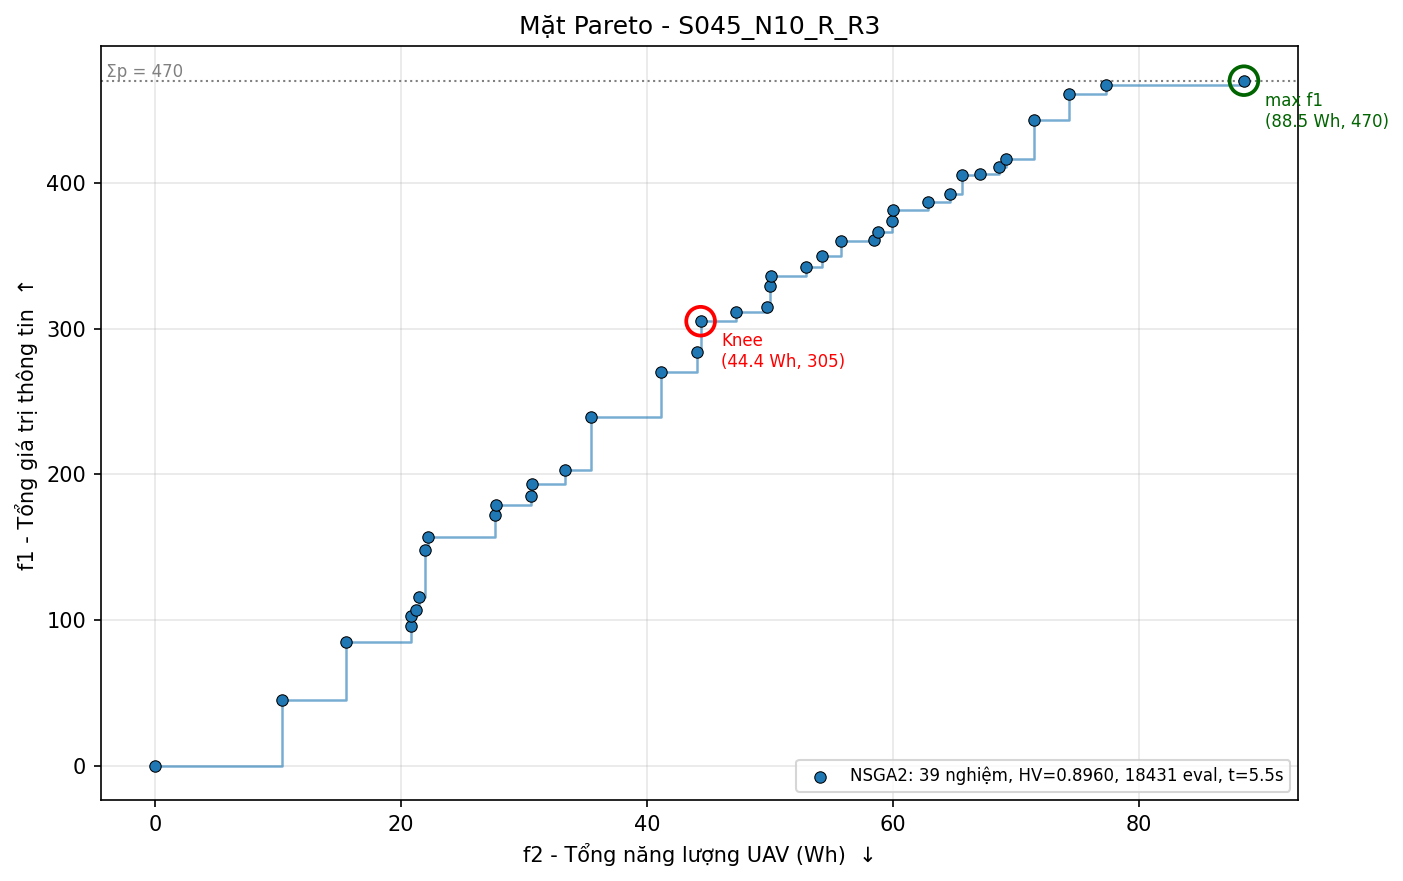 Mặt Pareto - S045_N10_R_R3
Σp = 470
max f1
(88.5 Wh, 470)
400
300
200
100
0
f1 - Tổng giá trị thông tin ↑
Knee
(44.4 Wh, 305)
NSGA2: 39 nghiệm, HV=0.8960, 18431 eval, t=5.5s
0 20 40 60 80
f2 - Tổng năng lượng UAV (Wh) ↓